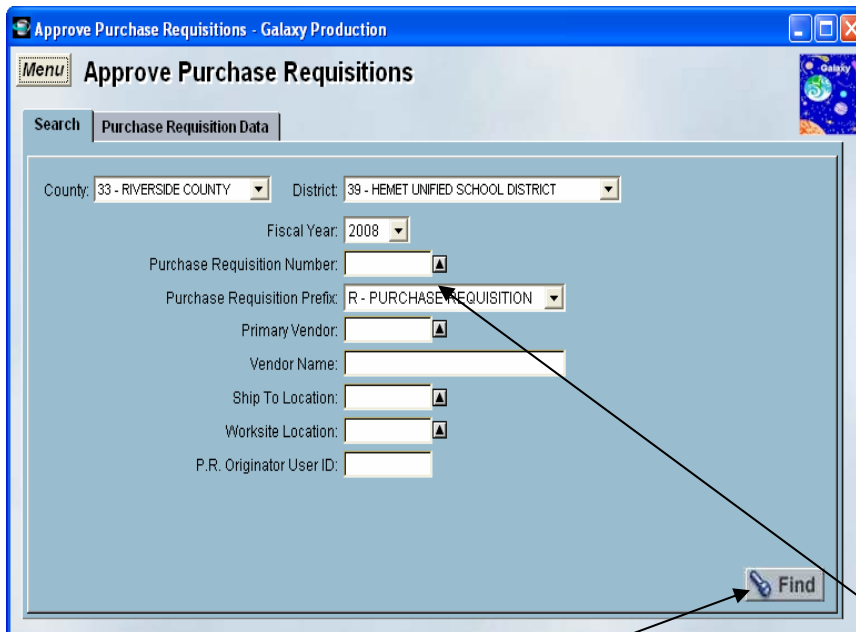 Approve Purchase Requisitions - Galaxy Production
Menu Approve Purchase Requisitions
Galaxy
Search Purchase Requisition Data
County: 33 - RIVERSIDE COUNTY District: 39 - HEMET UNIFIED SCHOOL DISTRICT
Fiscal Year: 2008
Purchase Requisition Number:
Purchase Requisition Prefix: R - PURCHASE REQUISITION
Primary Vendor:
Vendor Name:
Ship To Location:
Worksite Location:
P.R. Originator User ID:
Find